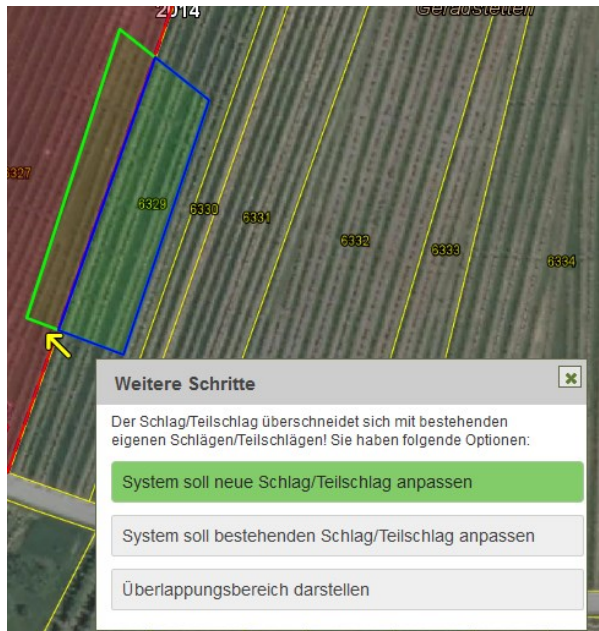 2014
Geradstetten
6327
6329
6330
6331
6332
6333
6334
Weitere Schritte
Der Schlag/Teilschlag überschneidet sich mit bestehenden
eigenen Schlägen/Teilschlägen! Sie haben folgende Optionen:
System soll neue Schlag/Teilschlag anpassen
System soll bestehenden Schlag/Teilschlag anpassen
Überlappungsbereich darstellen